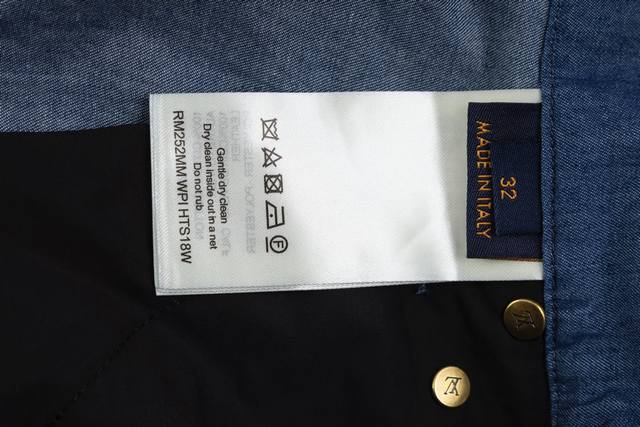 32
MADE IN ITALY
F
Gentle dry clean
Dry clean inside out in a net
Do not rub
RM252MM WPI HTS18W